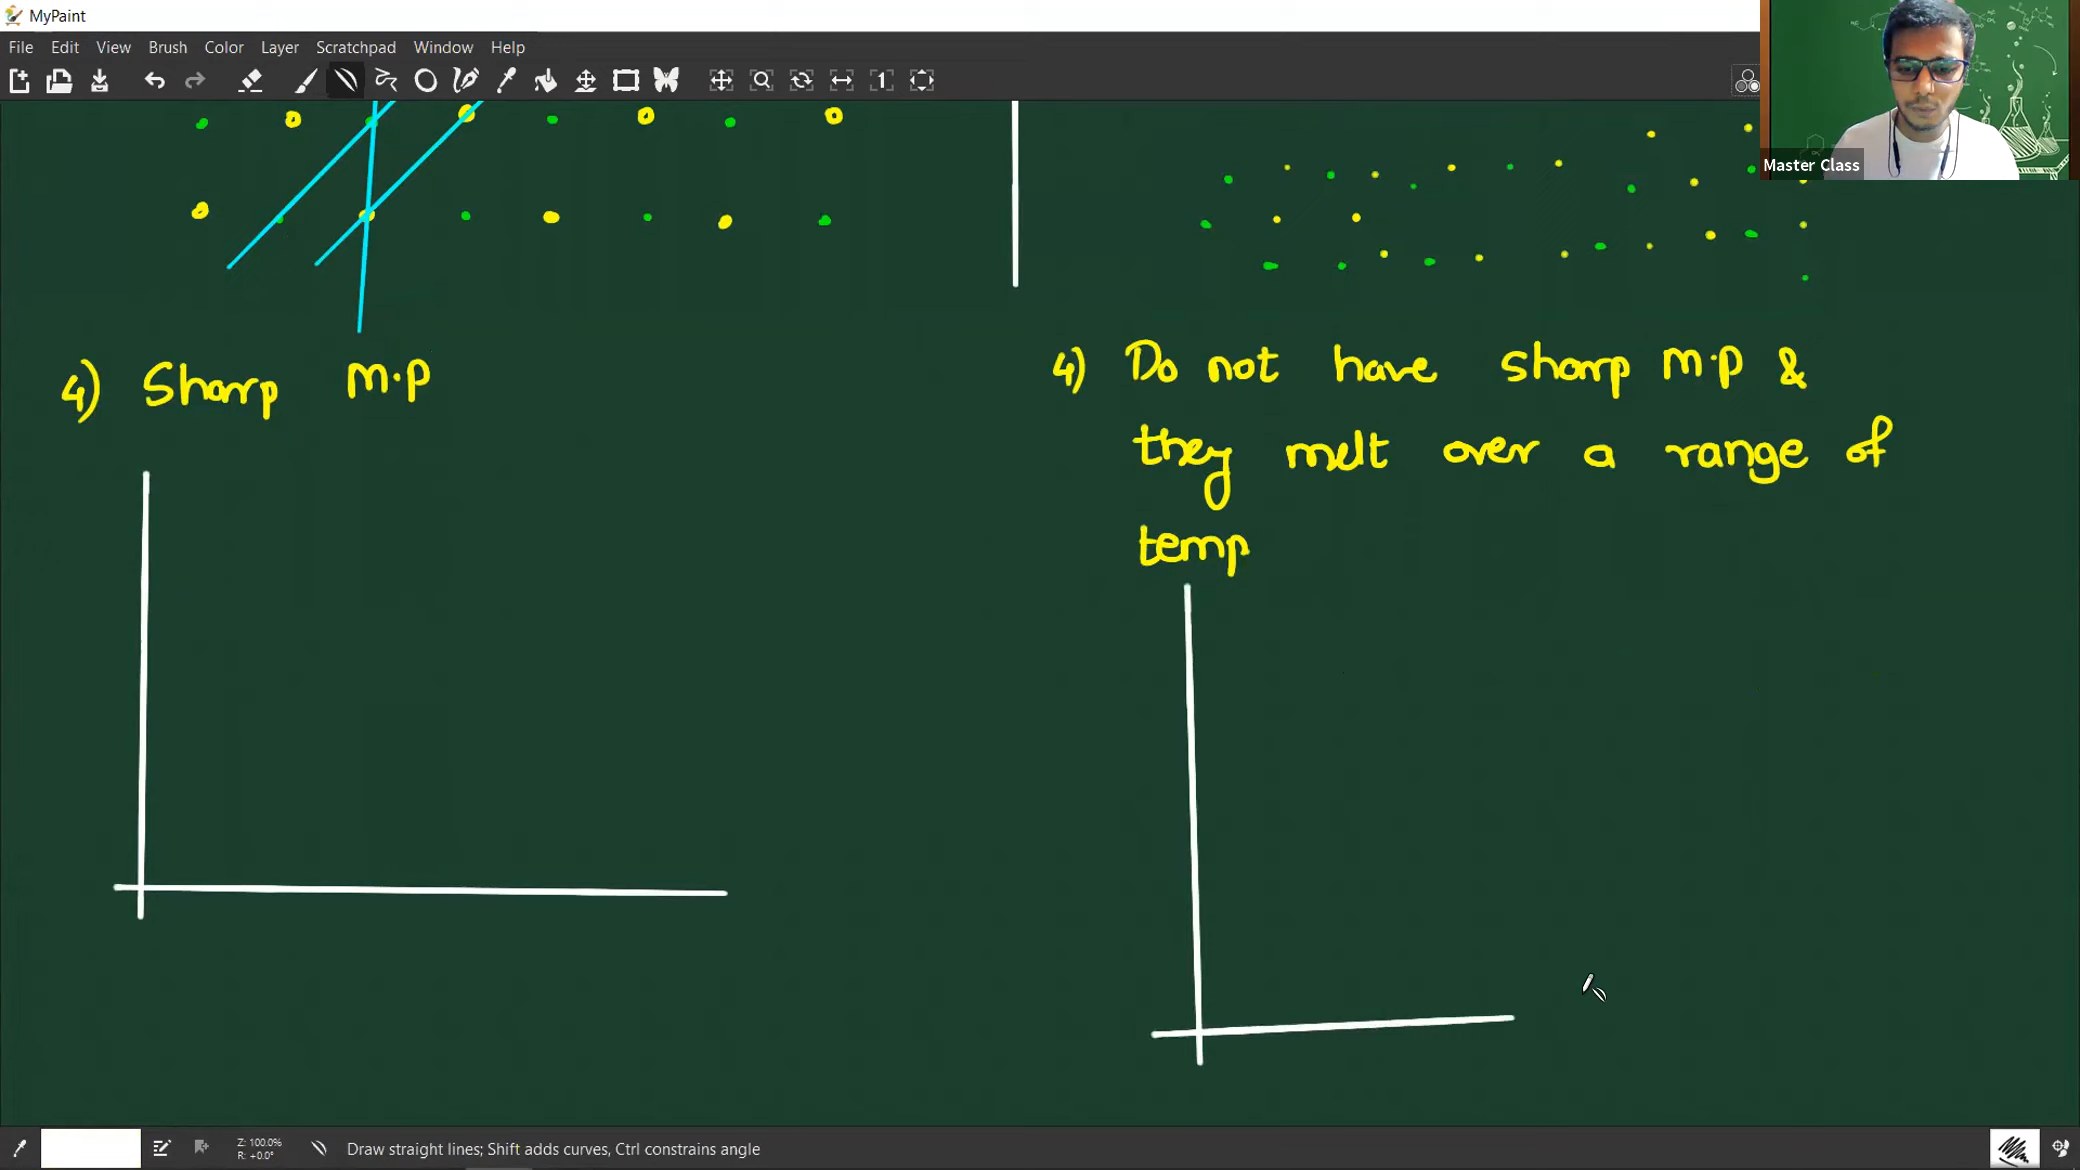 MyPaint
File Edit View Brush Color Layer Scratchpad Window Help
1
Master Class
4) Sharp m.p
4) Do not have sharp m.p &
they melt over a range of
temp
Z: 100.0%
R: +0.0°
Draw straight lines; Shift adds curves, Ctrl constrains angle